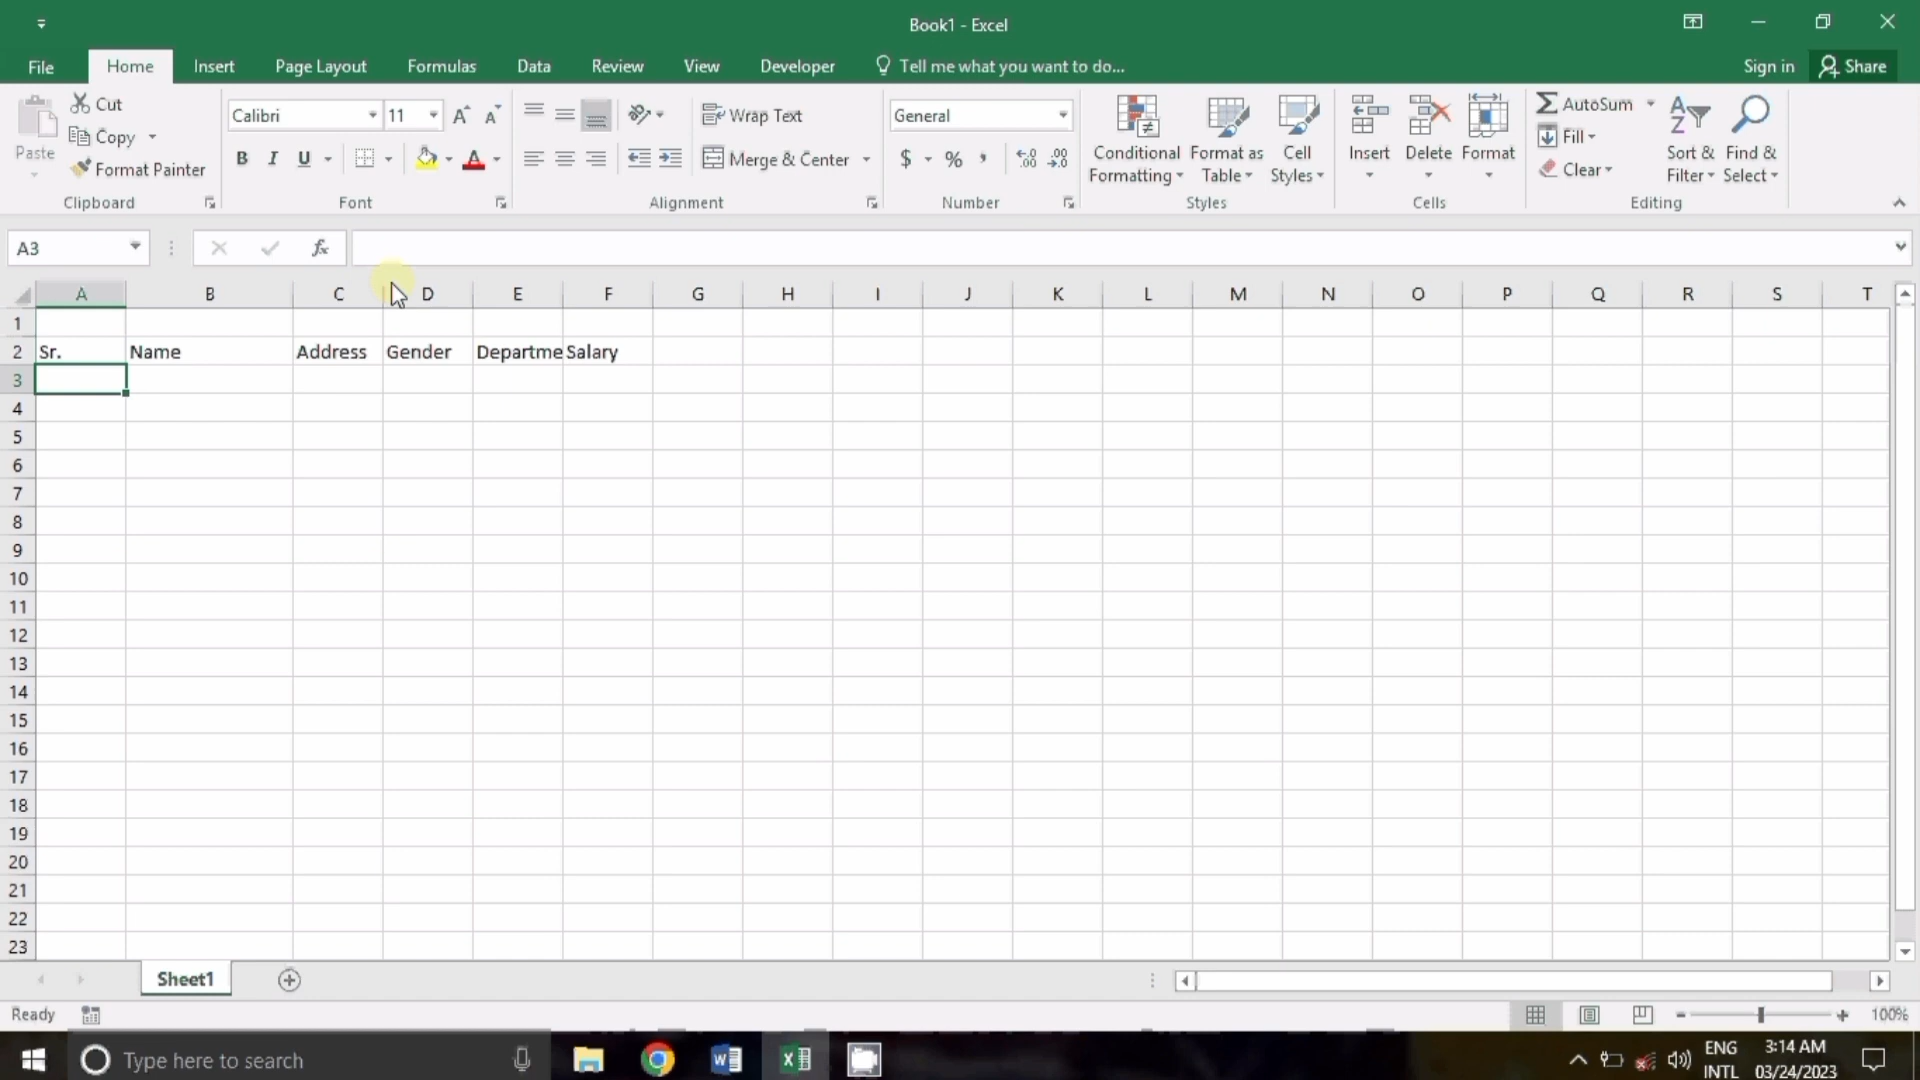 Book1 - Excel
File Home Insert Page Layout Formulas Data Review View Developer Tell me what you want to do... Sign in Share
Paste Cut Copy Format Painter
Clipboard
Calibri 11
B I U A
Font
Wrap Text
Merge & Center
Alignment
General
$ % ,
Number
Conditional Formatting
Format as Table
Cell Styles
Styles
Insert Delete Format
Cells
AutoSum
Fill
Clear
Sort & Filter
Find & Select
Editing
A3 fx
A B C D E F G H I J K L M N O P Q R S T
1
2 Sr. Name Address Gender Departme Salary
3
4
5
6
7
8
9
10
11
12
13
14
15
16
17
18
19
20
21
22
23
Sheet1
Ready 100%
Type here to search
ENG
INTL
3:14 AM
03/24/2023